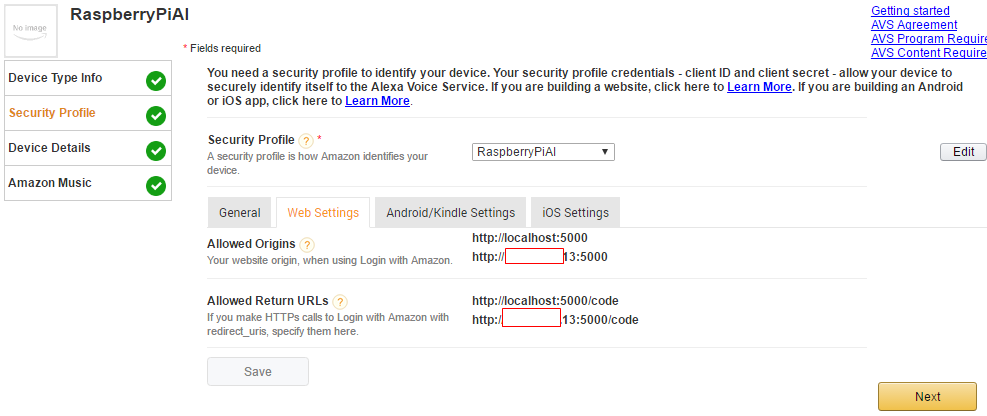 No image
RaspberryPiAI
* Fields required
Getting started
AVS Agreement
AVS Program Require
AVS Content Require
Device Type Info
Security Profile
Device Details
Amazon Music
You need a security profile to identify your device. Your security profile credentials - client ID and client secret - allow your device to
securely identify itself to the Alexa Voice Service. If you are building a website, click here to Learn More. If you are building an Android
or iOS app, click here to Learn More.
Security Profile ? *
A security profile is how Amazon identifies your
device.
RaspberryPiAI
Edit
General
Web Settings
Android/Kindle Settings
iOS Settings
Allowed Origins ?
Your website origin, when using Login with Amazon.
http://localhost:5000
http:// 13:5000
Allowed Return URLs ?
If you make HTTPs calls to Login with Amazon with
redirect_uris, specify them here.
http://localhost:5000/code
http:/ 13:5000/code
Save
Next